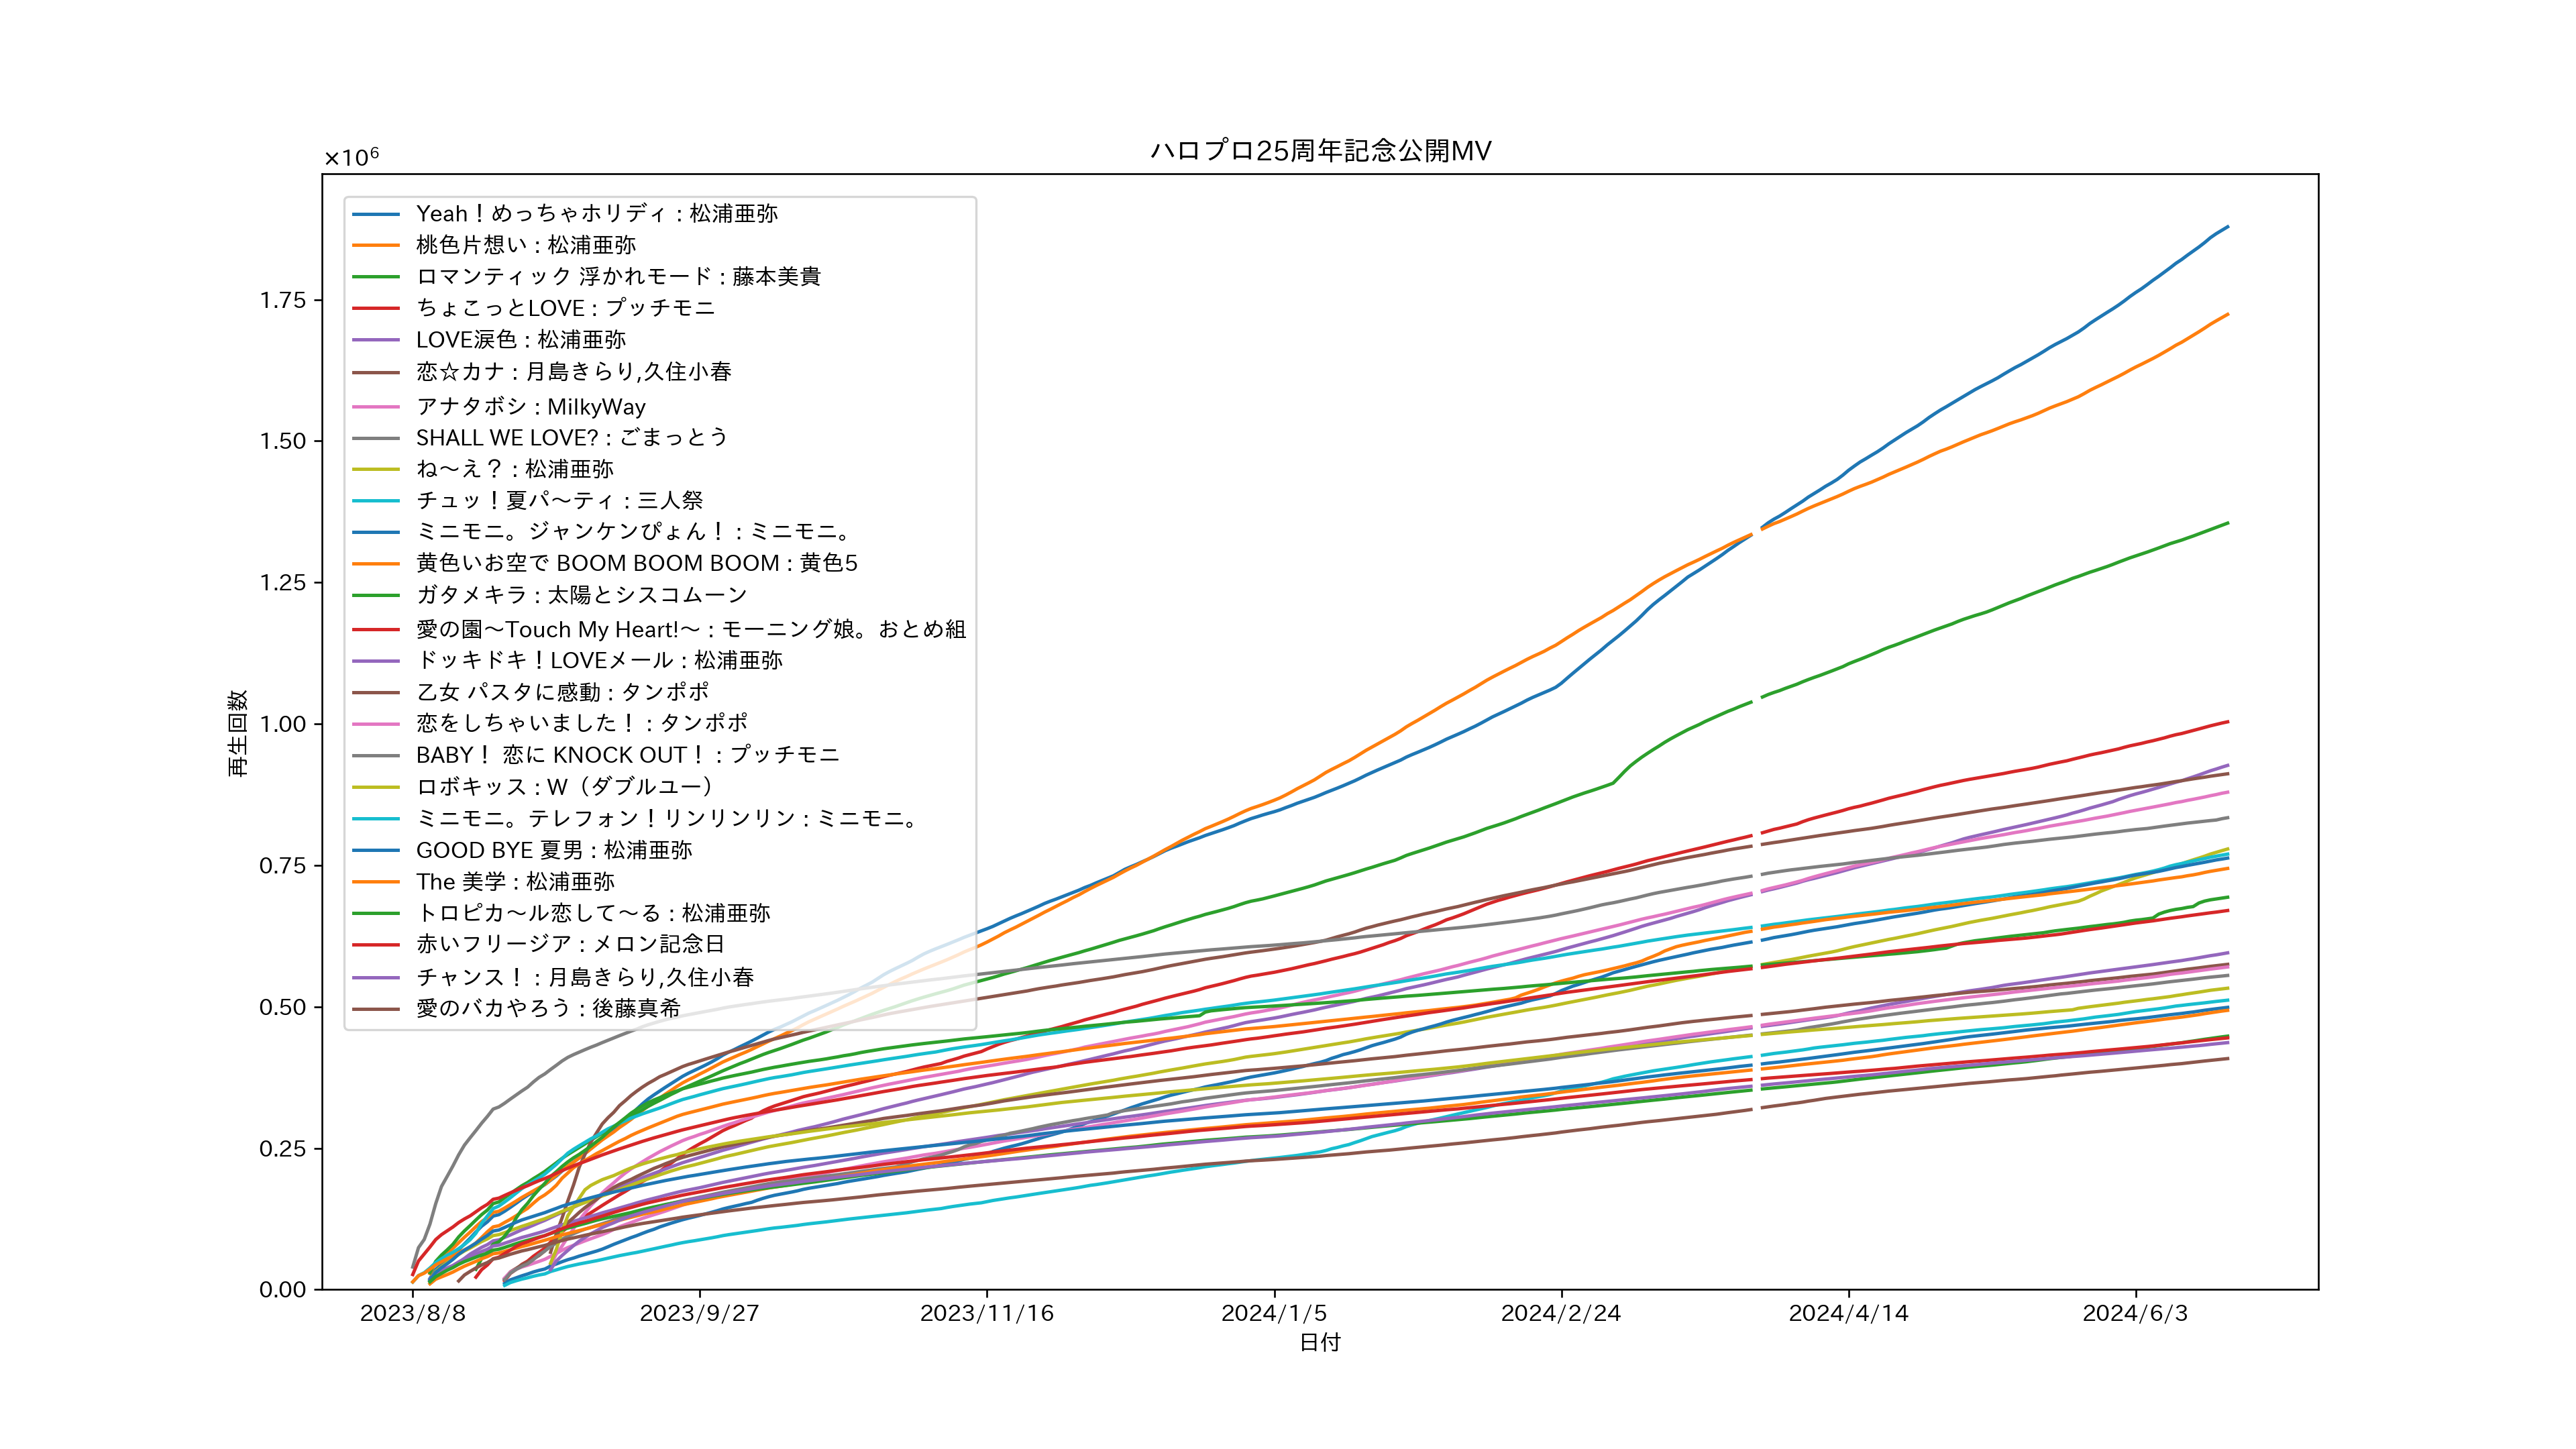 ハロプロ25周年記念公開MV
×10⁶
1.75
1.50
1.25
1.00
0.75
0.50
0.25
0.00
再生回数
Yeah！めっちゃホリディ : 松浦亜弥
桃色片想い : 松浦亜弥
ロマンティック 浮かれモード : 藤本美貴
ちょこっとLOVE : プッチモニ
LOVE涙色 : 松浦亜弥
恋☆カナ : 月島きらり,久住小春
アナタボシ : MilkyWay
SHALL WE LOVE? : ごまっとう
ね～え？ : 松浦亜弥
チュッ！夏パ～ティ : 三人祭
ミニモニ。ジャンケンぴょん！ : ミニモニ。
黄色いお空で BOOM BOOM BOOM : 黄色5
ガタメキラ : 太陽とシスコムーン
愛の園～Touch My Heart!～ : モーニング娘。おとめ組
ドッキドキ！LOVEメール : 松浦亜弥
乙女 パスタに感動 : タンポポ
恋をしちゃいました！ : タンポポ
BABY！ 恋に KNOCK OUT！ : プッチモニ
ロボキッス : W（ダブルユー）
ミニモニ。テレフォン！リンリンリン : ミニモニ。
GOOD BYE 夏男 : 松浦亜弥
The 美学 : 松浦亜弥
トロピカ～ル恋して～る : 松浦亜弥
赤いフリージア : メロン記念日
チャンス！ : 月島きらり,久住小春
愛のバカやろう : 後藤真希
2023/8/8 2023/9/27 2023/11/16 2024/1/5 2024/2/24 2024/4/14 2024/6/3
日付